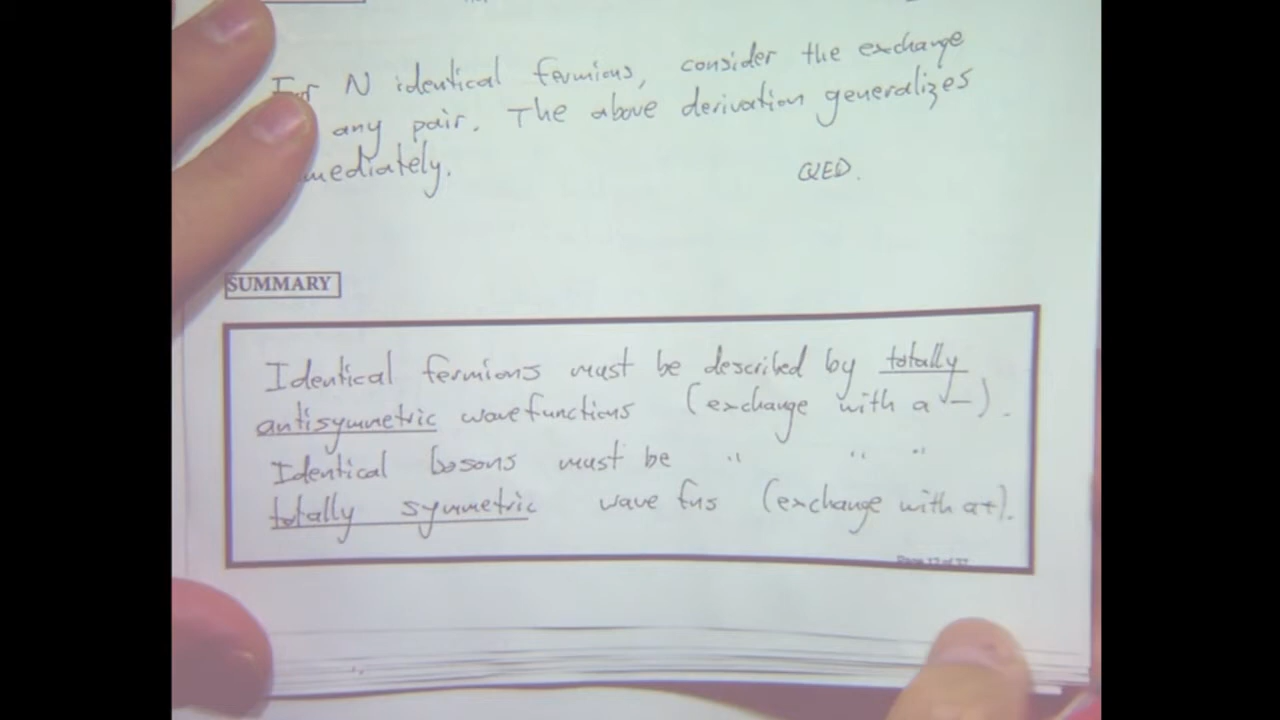 For N identical fermions, consider the exchange
any pair. The above derivation generalizes
mediately.
QED.
SUMMARY
Identical fermions must be described by totally
antisymmetric wavefunctions (exchange with a −).
Identical bosons must be " " "
totally symmetric wave fns (exchange with a +).